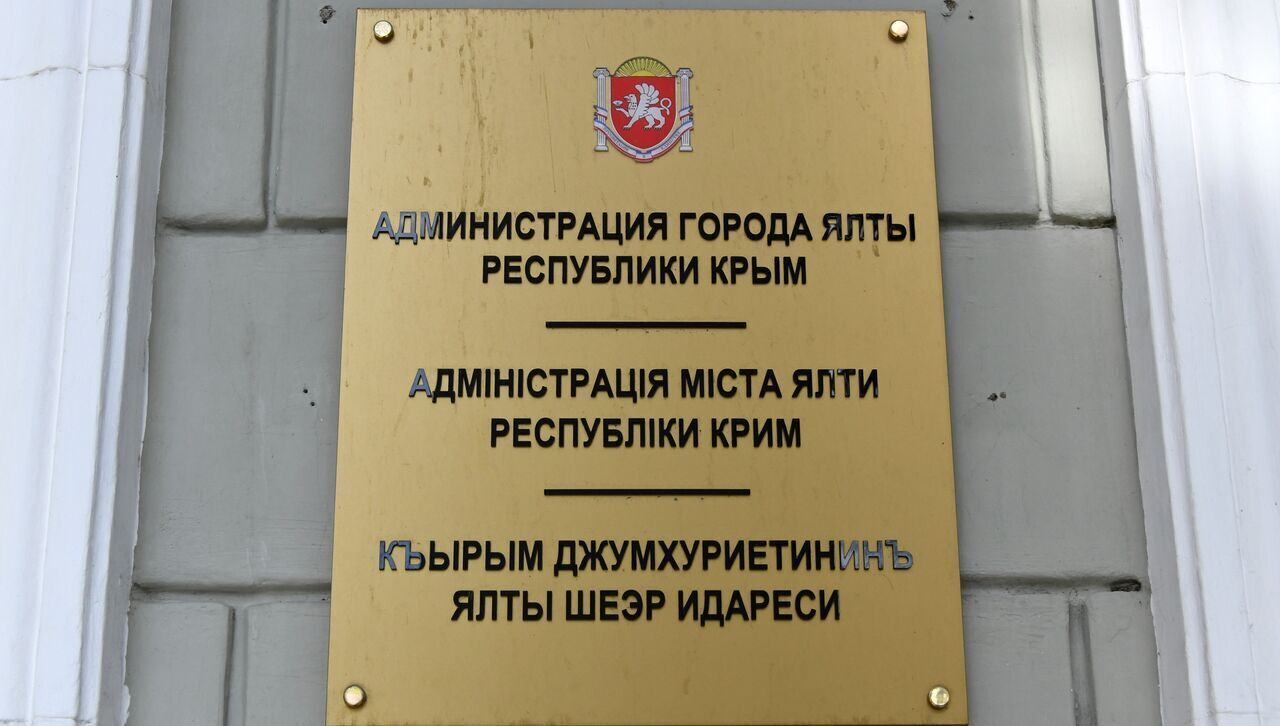 АДМИНИСТРАЦИЯ ГОРОДА ЯЛТЫ
РЕСПУБЛИКИ КРЫМ
АДМІНІСТРАЦІЯ МІСТА ЯЛТИ
РЕСПУБЛІКИ КРИМ
КЪЫРЫМ ДЖУМХУРИЕТИНИНЪ
ЯЛТЫ ШЕЭР ИДАРЕСИ